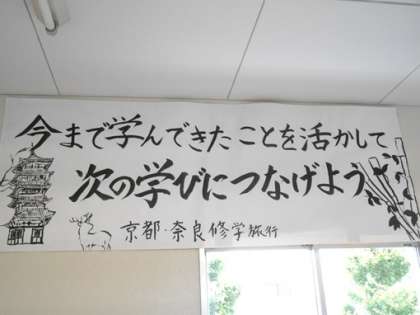 今まで学んできたことを活かして
次の学びにつなげよう
京都・奈良修学旅行